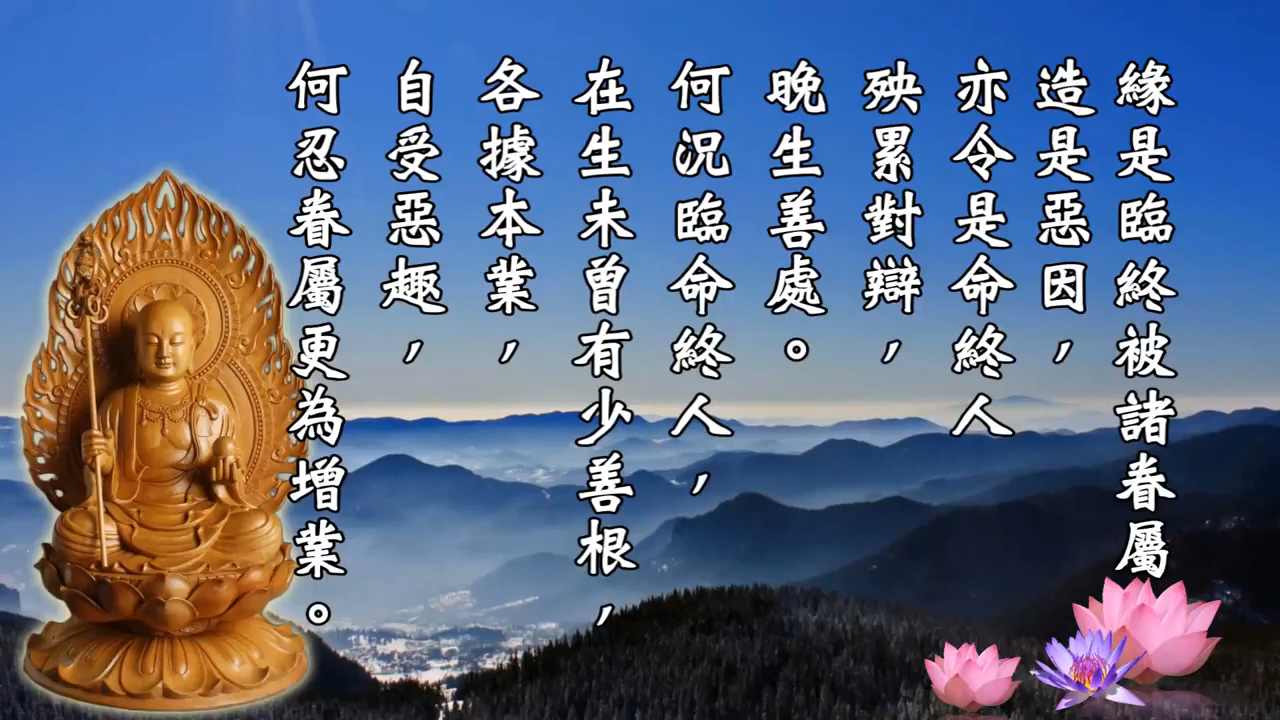 緣是臨終被諸眷屬
造是惡因，
亦令是命終人
殃累對辯，
晚生善處。
何況臨命終人，
在生未曾有少善根，
各據本業，
自受惡趣，
何忍眷屬更為增業。